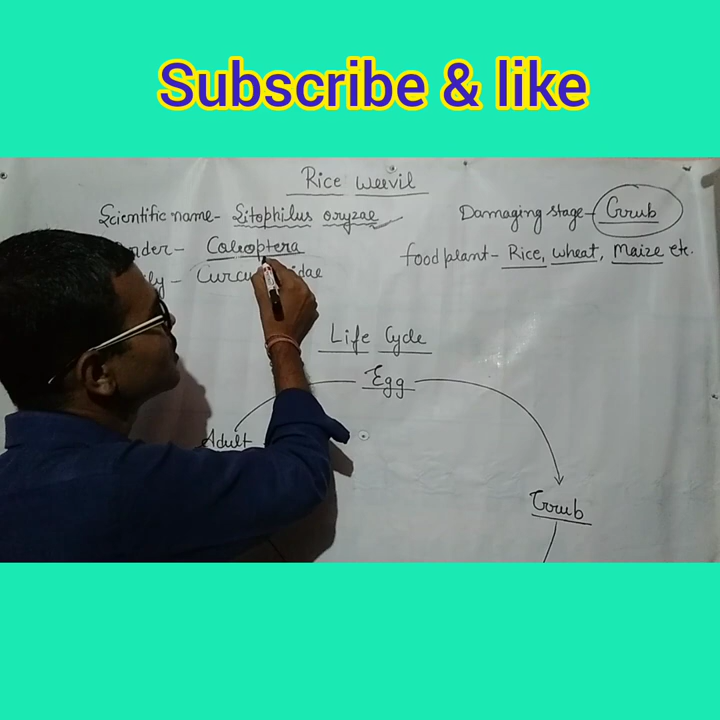 Subscribe & like
Rice weevil
Scientific name- Sitophilus oryzae
Damaging stage- Grub
Coleoptera
food plant- Rice, wheat, Maize etc.
Life Cycle
Egg
Adult
Grub